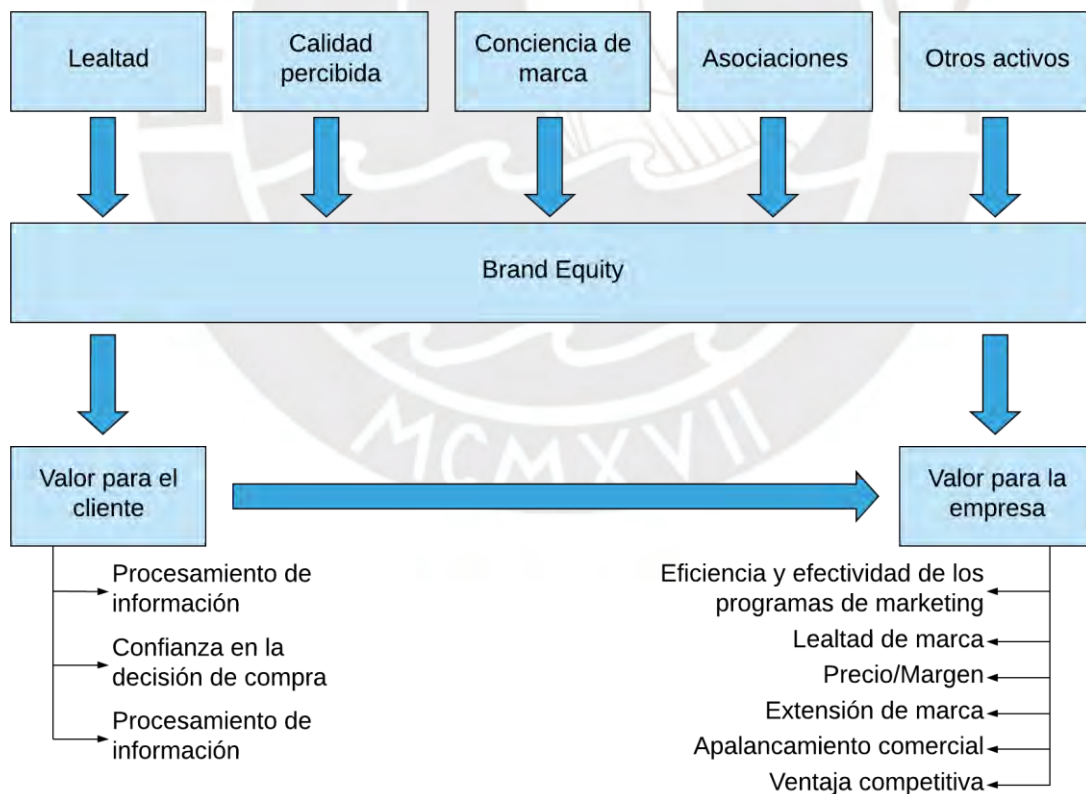 Lealtad
Calidad
percibida
Conciencia de
marca
Asociaciones
Otros activos
Brand Equity
MCMXVII
Valor para el
cliente
Valor para la
empresa
Procesamiento de
información
Confianza en la
decisión de compra
Procesamiento de
información
Eficiencia y efectividad de los
programas de marketing
Lealtad de marca
Precio/Margen
Extensión de marca
Apalancamiento comercial
Ventaja competitiva